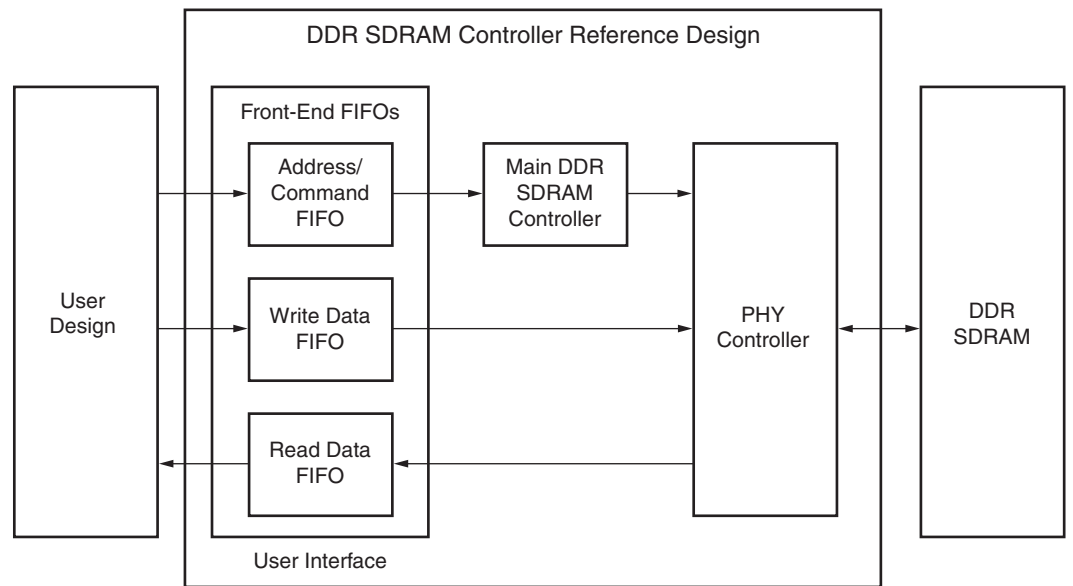 DDR SDRAM Controller Reference Design
Front-End FIFOs
Address/
Command
FIFO
Main DDR
SDRAM
Controller
User
Design
Write Data
FIFO
PHY
Controller
DDR
SDRAM
Read Data
FIFO
User Interface